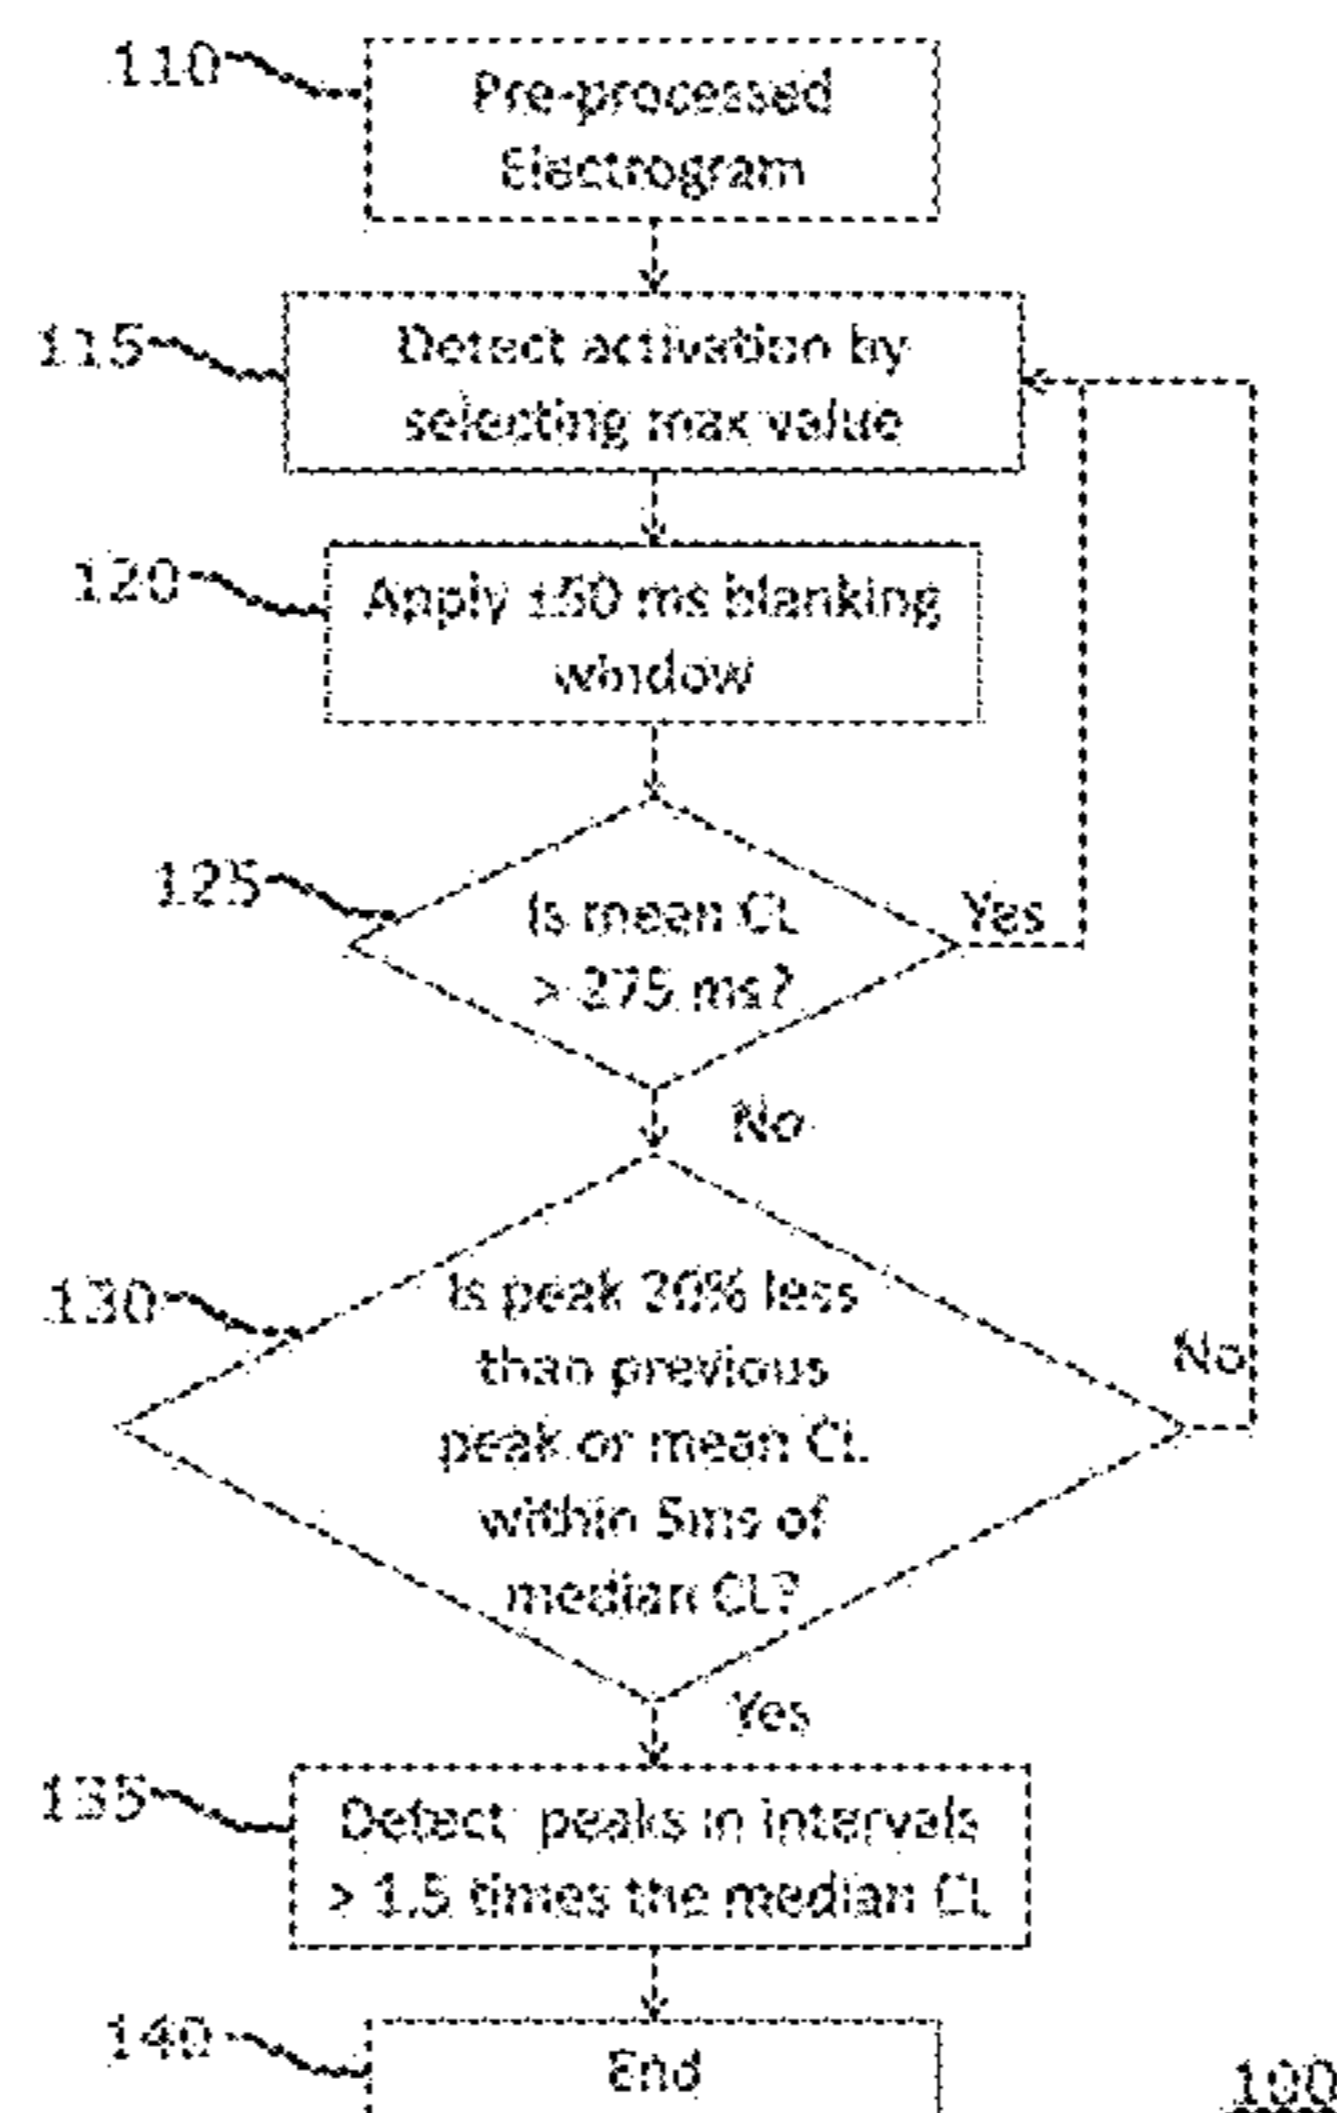 110
Pre-processed
Electrogram
115
Detect activation by
selecting max value
120
Apply ±50 ms blanking
window
125
Is mean CL
> 275 ms?
Yes
No
130
Is peak 20% less
than previous
peak or mean CL
within 5ms of
median CL?
No
Yes
135
Detect peaks in intervals
> 1.5 times the median CL
140
End
100